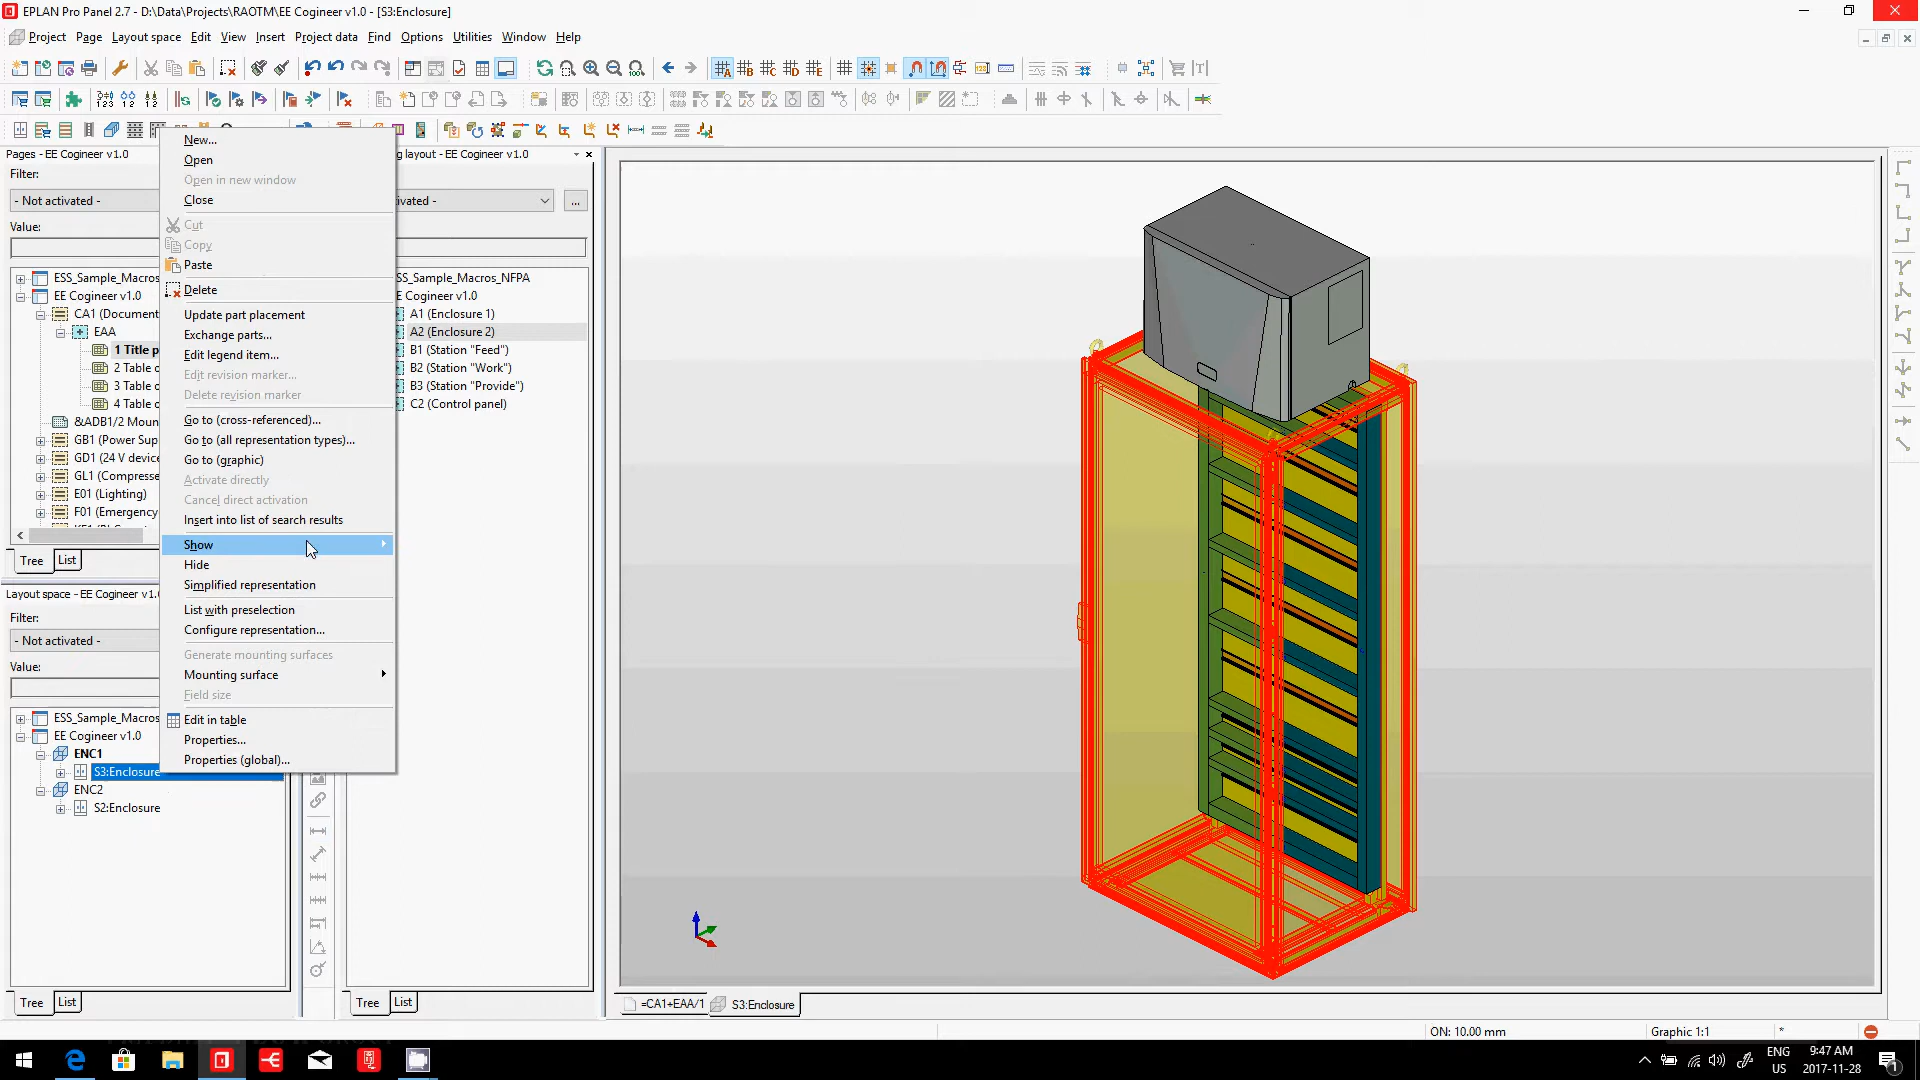 EPLAN Pro Panel 2.7 - D:\Data\Projects\RAOTM\EE Cogineer v1.0 - [S3:Enclosure]
Project Page Layout space Edit View Insert Project data Find Options Utilities Window Help
Pages - EE Cogineer v1.0
Filter:
- Not activated -
Value:
ESS_Sample_Macros
EE Cogineer v1.0
CA1 (Document
EAA
1 Title p
2 Table o
3 Table o
4 Table o
&ADB1/2 Moun
GB1 (Power Sup
GD1 (24 V device
GL1 (Compresse
E01 (Lighting)
F01 (Emergency
Tree List
Layout space - EE Cogineer v1.0
Filter:
- Not activated -
Value:
ESS_Sample_Macros
EE Cogineer v1.0
ENC1
S3:Enclosure
ENC2
S2:Enclosure
Tree List
New...
Open
Open in new window
Close
Cut
Copy
Paste
Delete
Update part placement
Exchange parts...
Edit legend item...
Edit revision marker...
Delete revision marker
Go to (cross-referenced)...
Go to (all representation types)...
Go to (graphic)
Activate directly
Cancel direct activation
Insert into list of search results
Show
Hide
Simplified representation
List with preselection
Configure representation...
Generate mounting surfaces
Mounting surface
Field size
Edit in table
Properties...
Properties (global)...
g layout - EE Cogineer v1.0
ivated -
...
SS_Sample_Macros_NFPA
E Cogineer v1.0
A1 (Enclosure 1)
A2 (Enclosure 2)
B1 (Station "Feed")
B2 (Station "Work")
B3 (Station "Provide")
C2 (Control panel)
Tree List
=CA1+EAA/1 S3:Enclosure
ON: 10.00 mm Graphic 1:1 *
ENG
US
9:47 AM
2017-11-28
1